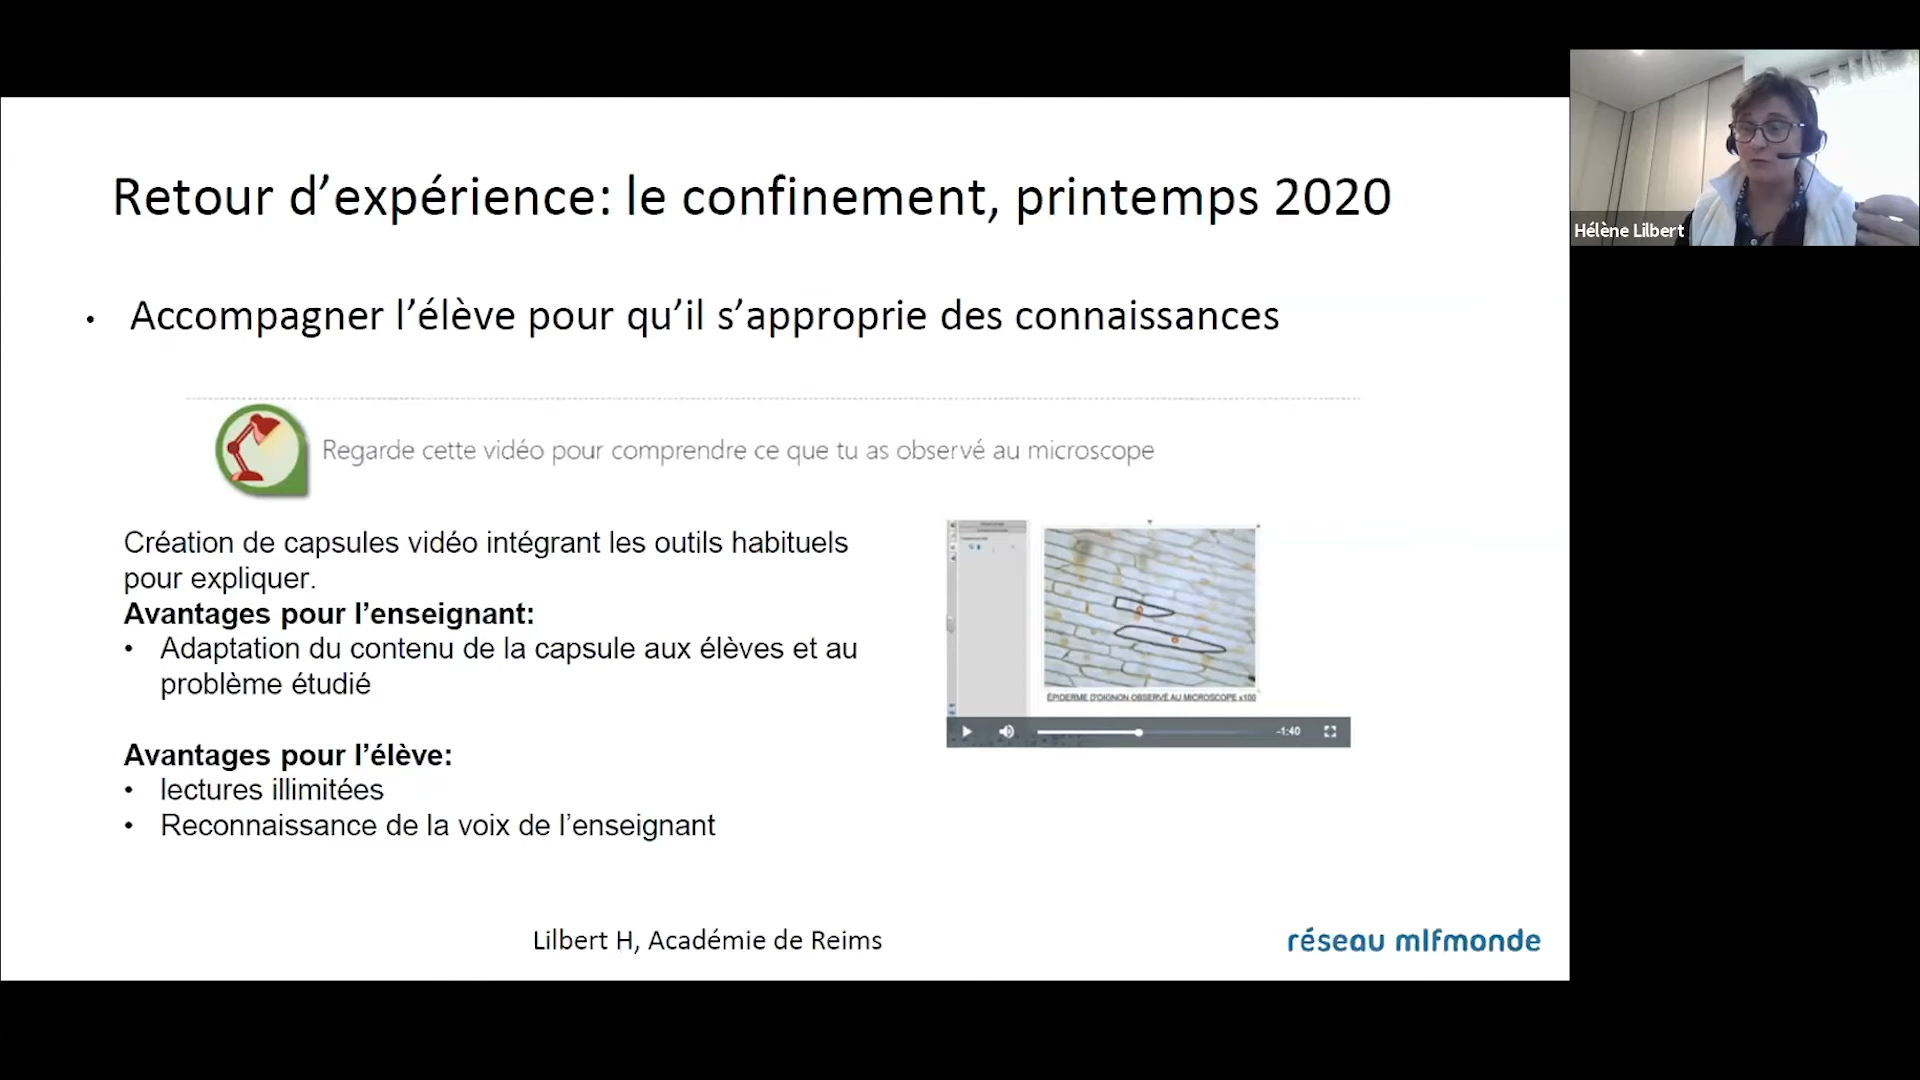 Retour d’expérience: le confinement, printemps 2020
Hélène Lilbert
• Accompagner l’élève pour qu’il s’approprie des connaissances
Regarde cette vidéo pour comprendre ce que tu as observé au microscope
Création de capsules vidéo intégrant les outils habituels
pour expliquer.
Avantages pour l’enseignant:
• Adaptation du contenu de la capsule aux élèves et au
problème étudié
Avantages pour l’élève:
• lectures illimitées
• Reconnaissance de la voix de l’enseignant
ÉPIDERME D'OIGNON OBSERVÉ AU MICROSCOPE x100
-1:40
Lilbert H, Académie de Reims
réseau mlfmonde